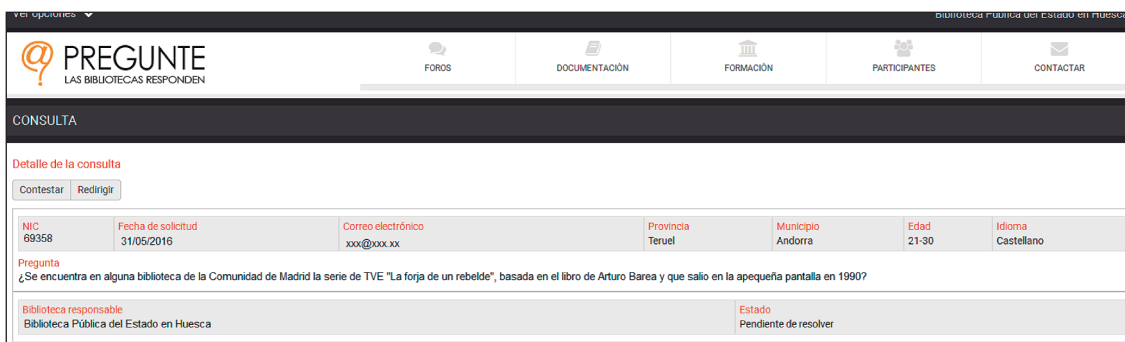 Ver opciones
Biblioteca Pública del Estado en Huesca
@ PREGUNTE
LAS BIBLIOTECAS RESPONDEN
FOROS
DOCUMENTACIÓN
FORMACIÓN
PARTICIPANTES
CONTACTAR
CONSULTA
Detalle de la consulta
Contestar Redirigir
NIC Fecha de solicitud Correo electrónico Provincia Municipio Edad Idioma
69358 31/05/2016 xxx@xxx.xx Teruel Andorra 21-30 Castellano
Pregunta
¿Se encuentra en alguna biblioteca de la Comunidad de Madrid la serie de TVE "La forja de un rebelde", basada en el libro de Arturo Barea y que salio en la apequeña pantalla en 1990?
Biblioteca responsable Estado
Biblioteca Pública del Estado en Huesca Pendiente de resolver